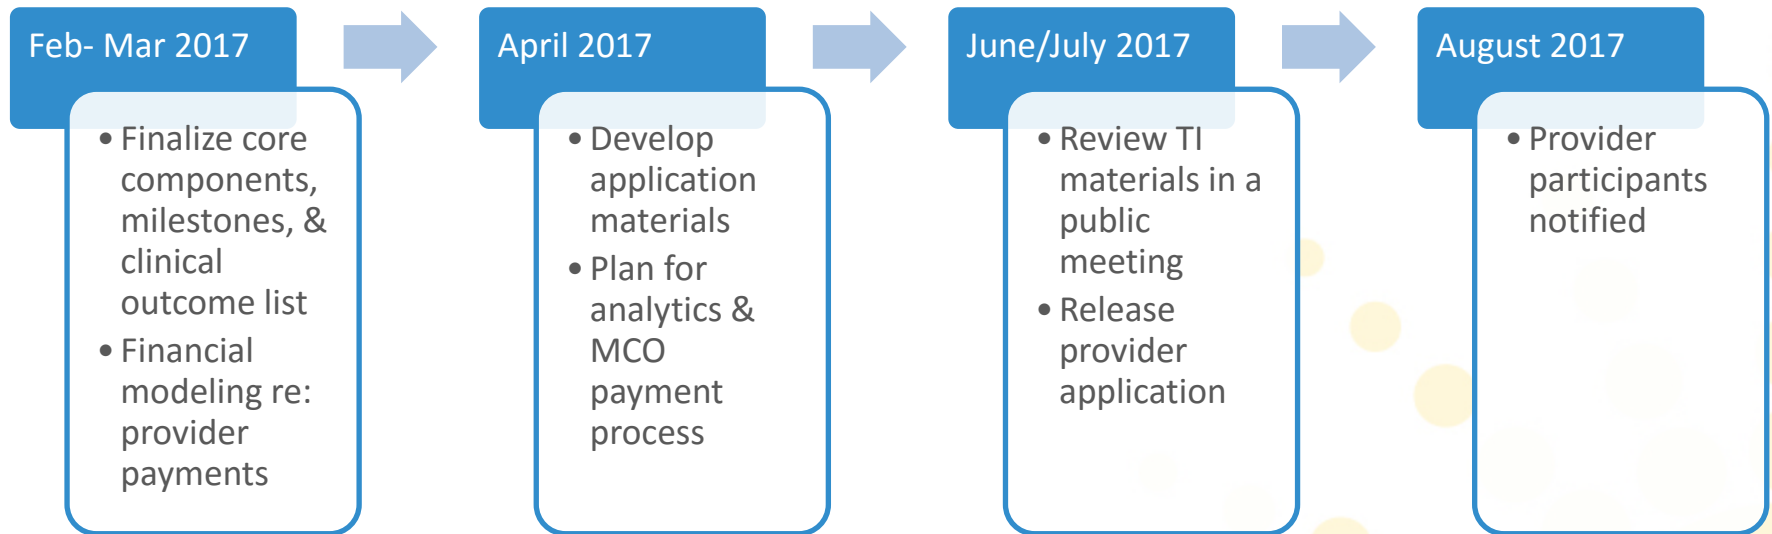 Feb- Mar 2017
• Finalize core
components,
milestones, &
clinical
outcome list
• Financial
modeling re:
provider
payments
April 2017
• Develop
application
materials
• Plan for
analytics &
MCO
payment
process
June/July 2017
• Review TI
materials in a
public
meeting
• Release
provider
application
August 2017
• Provider
participants
notified